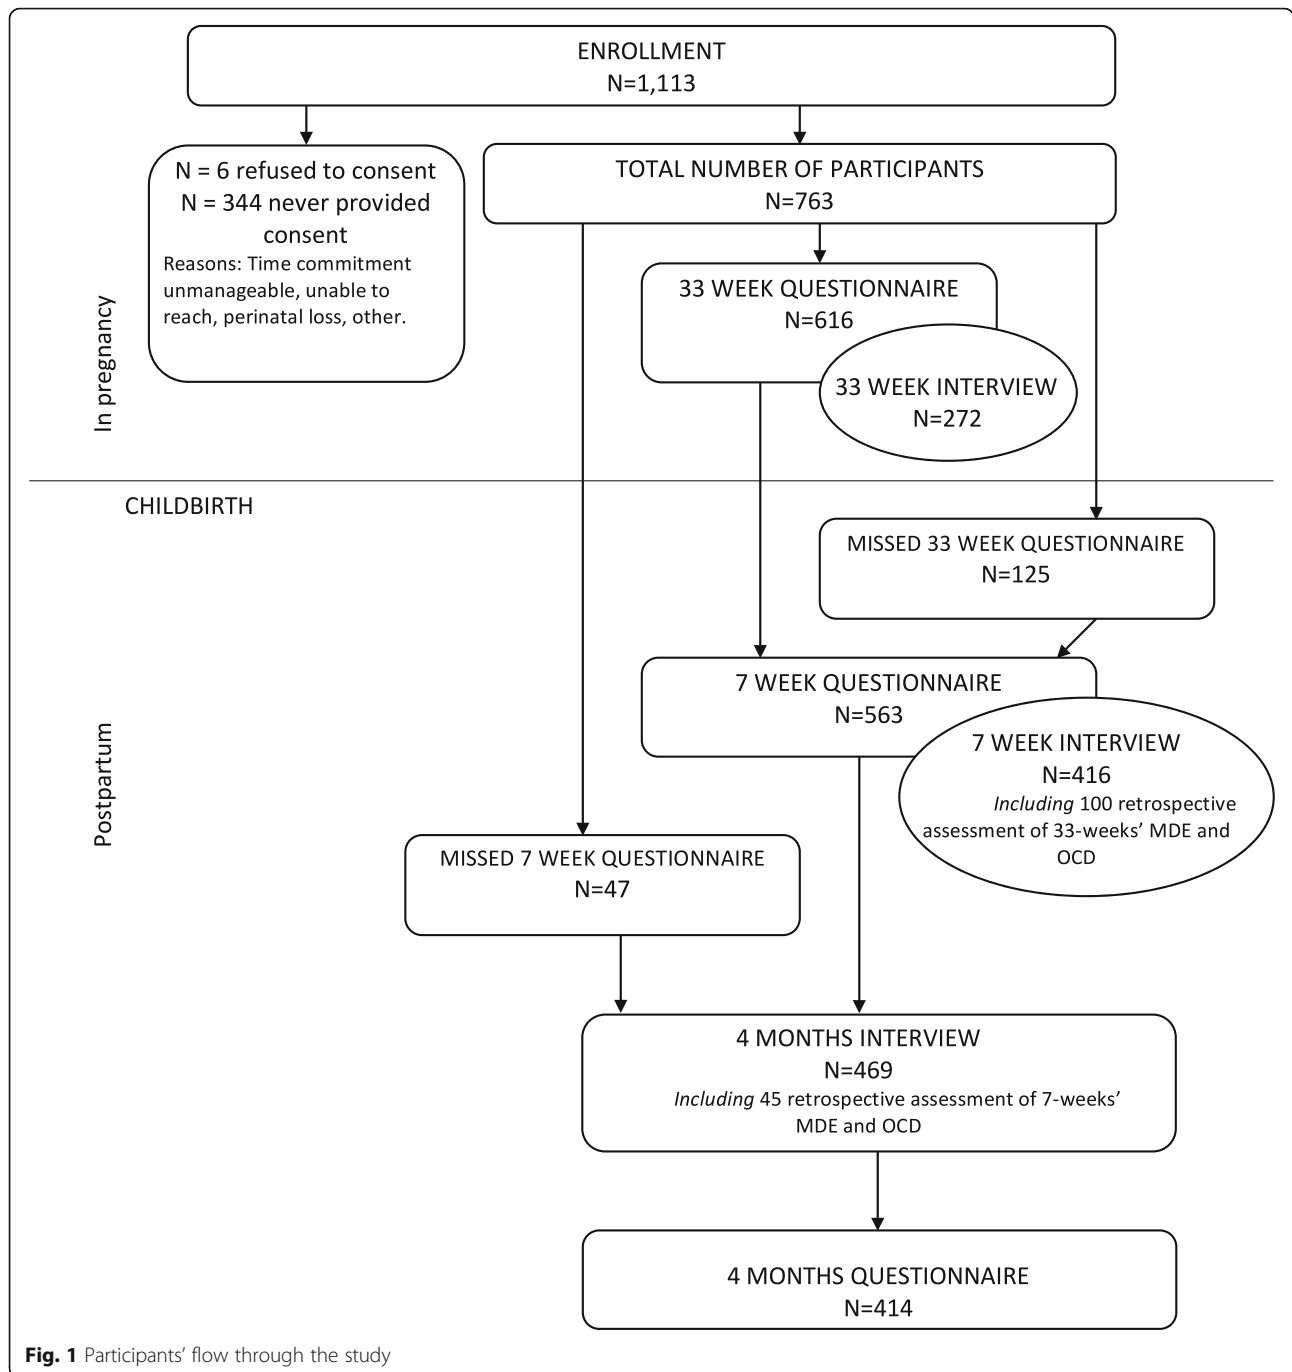 ENROLLMENT
N=1,113
N = 6 refused to consent
N = 344 never provided
consent
Reasons: Time commitment
unmanageable, unable to
reach, perinatal loss, other.
TOTAL NUMBER OF PARTICIPANTS
N=763
33 WEEK QUESTIONNAIRE
N=616
33 WEEK INTERVIEW
N=272
In pregnancy
CHILDBIRTH
MISSED 33 WEEK QUESTIONNAIRE
N=125
7 WEEK QUESTIONNAIRE
N=563
7 WEEK INTERVIEW
N=416
Including 100 retrospective
assessment of 33-weeks’ MDE and
OCD
Postpartum
MISSED 7 WEEK QUESTIONNAIRE
N=47
4 MONTHS INTERVIEW
N=469
Including 45 retrospective assessment of 7-weeks’
MDE and OCD
4 MONTHS QUESTIONNAIRE
N=414
Fig. 1 Participants’ flow through the study